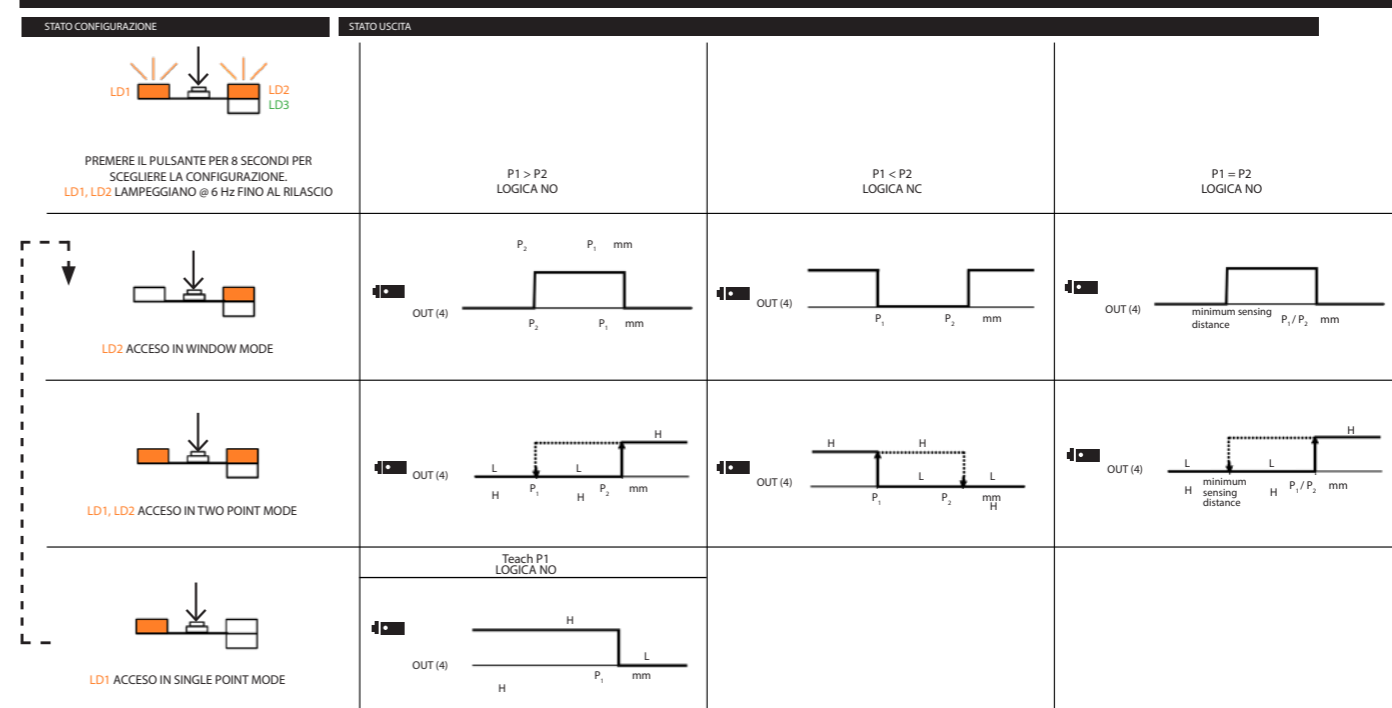 STATO CONFIGURAZIONE
STATO USCITA
LD1
LD2
LD3
PREMERE IL PULSANTE PER 8 SECONDI PER
SCEGLIERE LA CONFIGURAZIONE.
LD1, LD2 LAMPEGGIANO @ 6 Hz FINO AL RILASCIO
P1 > P2
LOGICA NO
P1 < P2
LOGICA NC
P1 = P2
LOGICA NO
LD2 ACCESO IN WINDOW MODE
P2 P1 mm
OUT (4)
P2 P1 mm
OUT (4)
P1 P2 mm
OUT (4)
minimum sensing
distance
P1 / P2 mm
LD1, LD2 ACCESO IN TWO POINT MODE
H
L L
OUT (4)
H P1 H P2 mm
H H
L L
OUT (4)
P1 P2 mm
H
H
L L
OUT (4)
H minimum
sensing
distance
H P1 / P2 mm
Teach P1
LOGICA NO
LD1 ACCESO IN SINGLE POINT MODE
H
L
OUT (4)
P1 mm
H